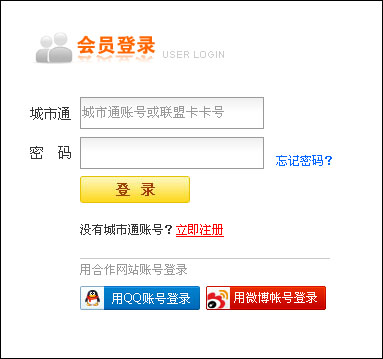 会员登录 USER LOGIN
城市通 城市通账号或联盟卡卡号
密 码 忘记密码?
登 录
没有城市通账号？立即注册
用合作网站账号登录
用QQ账号登录 用微博帐号登录